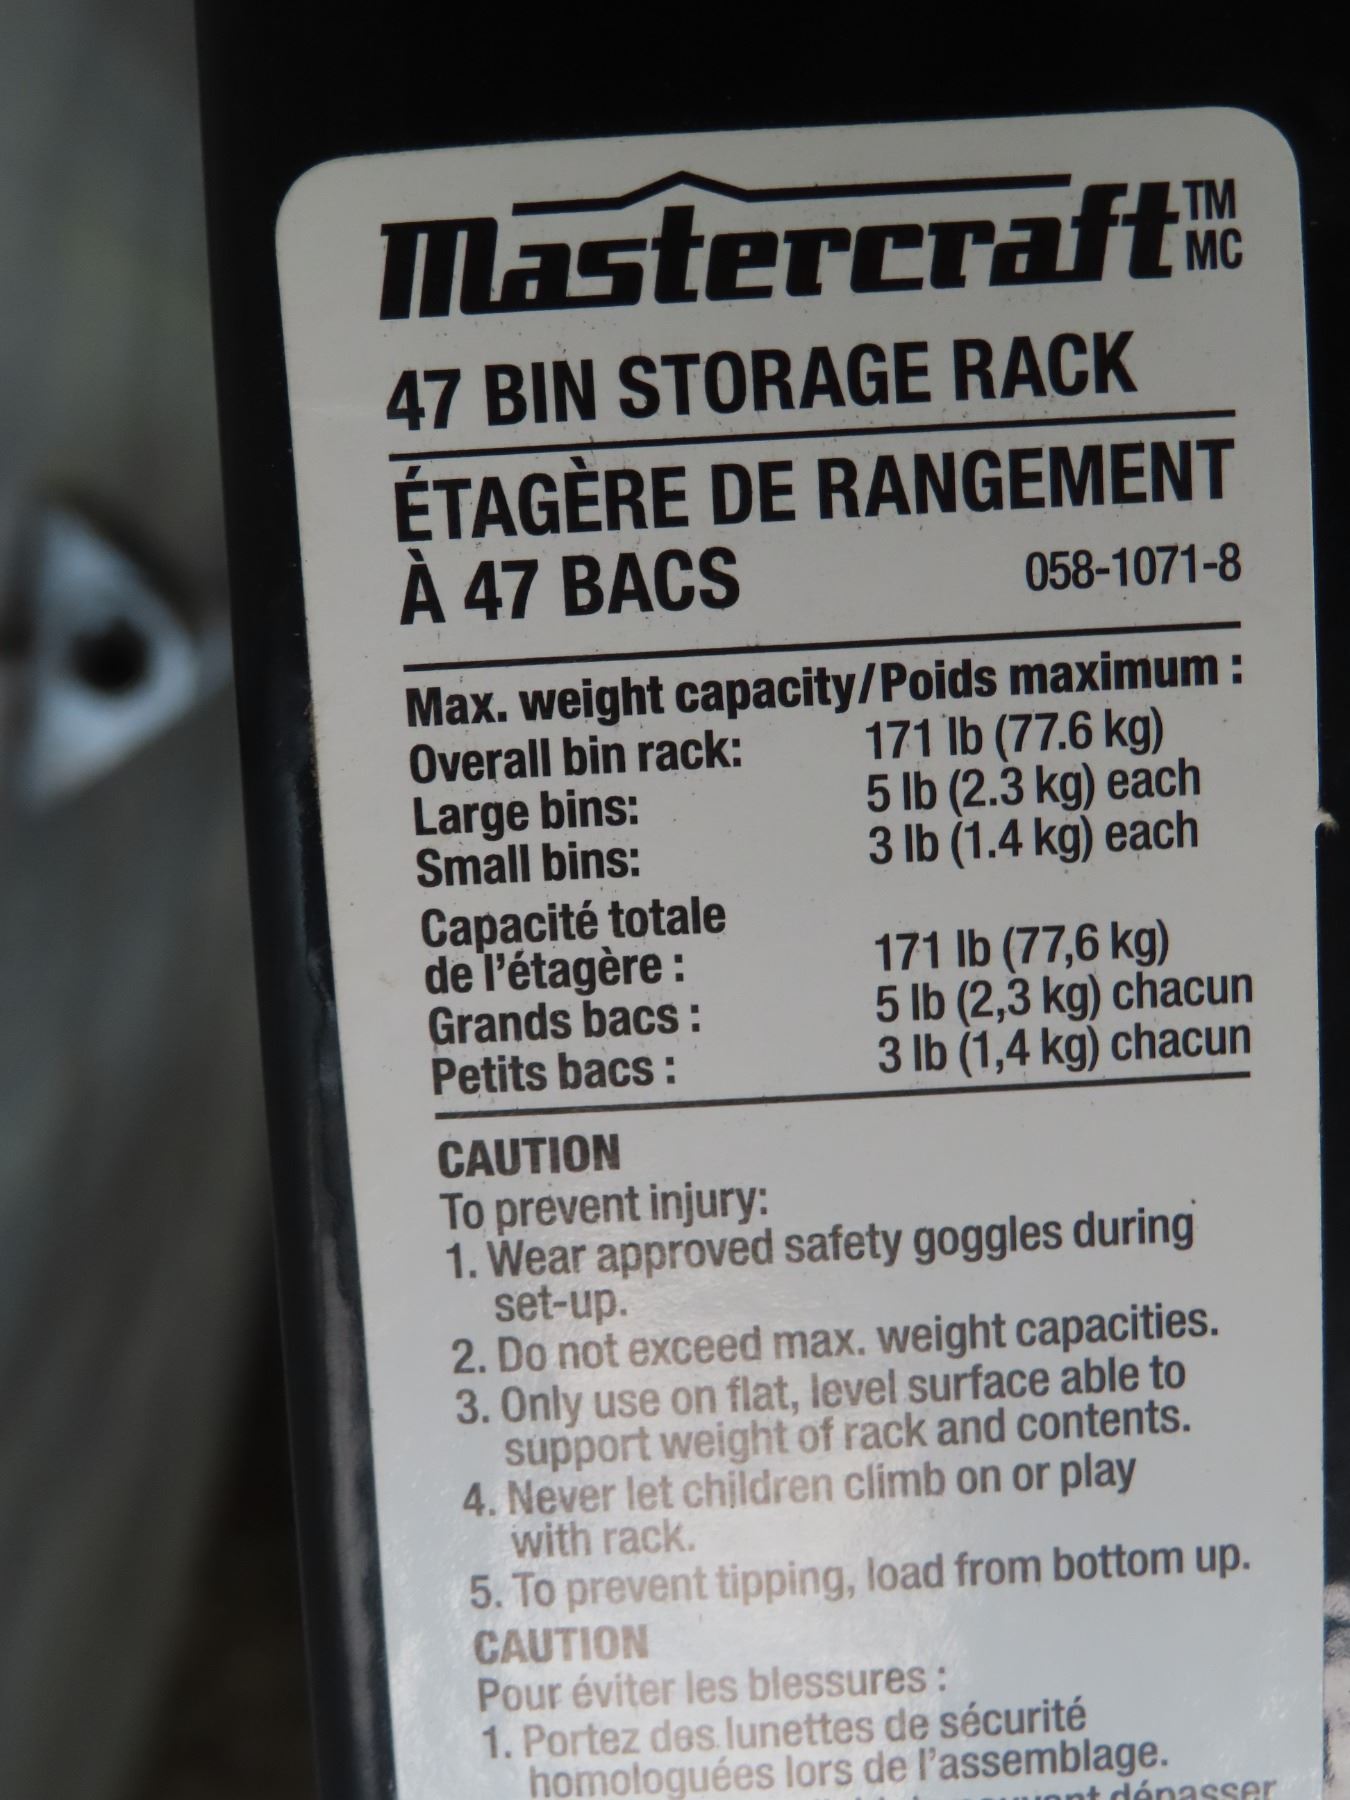 Mastercraft TM MC
47 BIN STORAGE RACK
ÉTAGÈRE DE RANGEMENT
À 47 BACS 058-1071-8
Max. weight capacity/Poids maximum :
Overall bin rack: 171 lb (77.6 kg)
Large bins: 5 lb (2.3 kg) each
Small bins: 3 lb (1.4 kg) each
Capacité totale
de l'étagère : 171 lb (77,6 kg)
Grands bacs : 5 lb (2,3 kg) chacun
Petits bacs : 3 lb (1,4 kg) chacun
CAUTION
To prevent injury:
1. Wear approved safety goggles during
set-up.
2. Do not exceed max. weight capacities.
3. Only use on flat, level surface able to
support weight of rack and contents.
4. Never let children climb on or play
with rack.
5. To prevent tipping, load from bottom up.
CAUTION
Pour éviter les blessures :
1. Portez des lunettes de sécurité
homologuées lors de l'assemblage.
dépasser